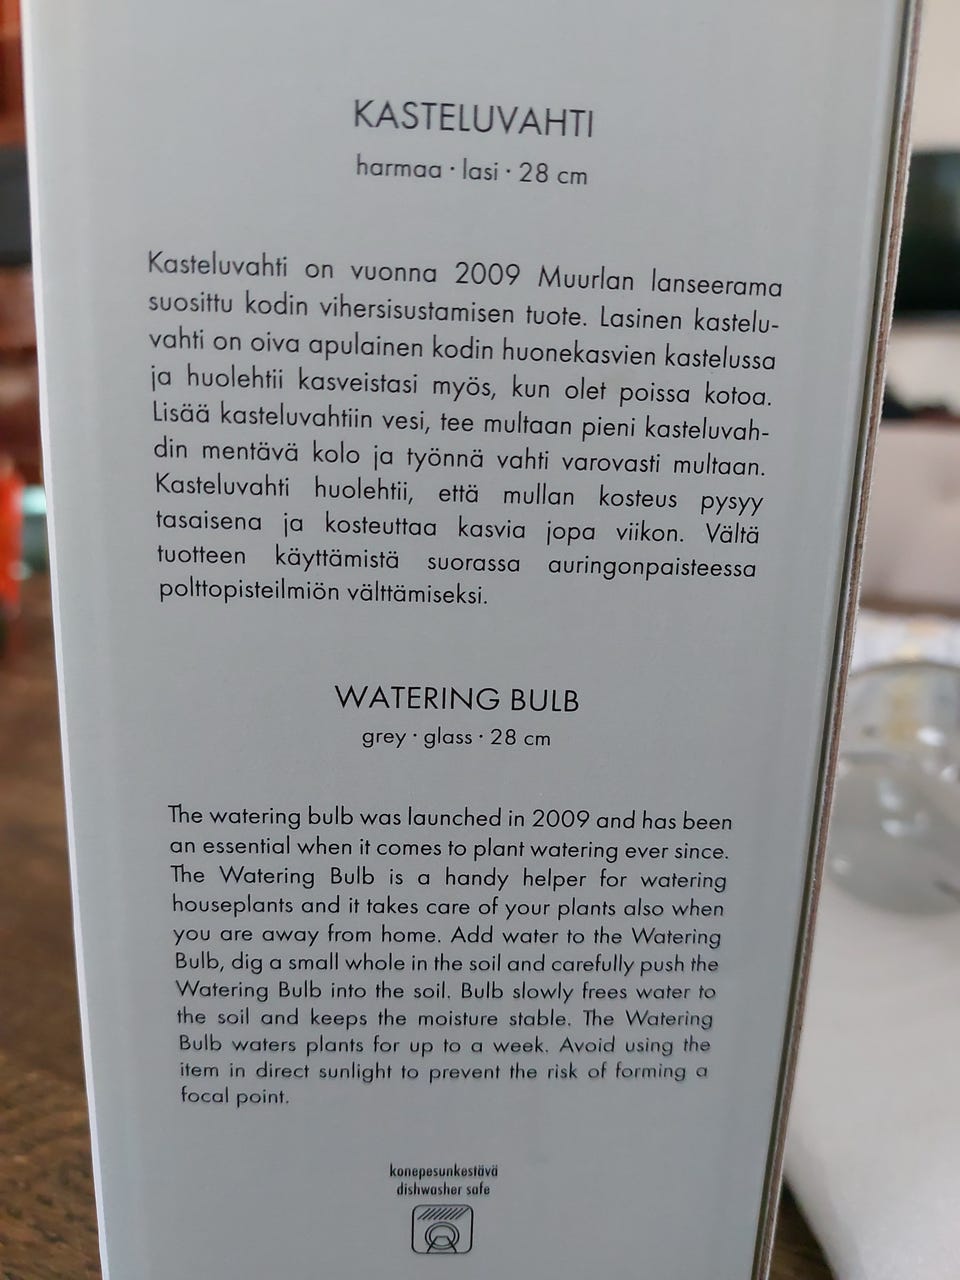 KASTELUVAHTI
harmaa · lasi · 28 cm
Kasteluvahti on vuonna 2009 Muurlan lanseerama
suosittu kodin vihersisustamisen tuote. Lasinen kastelu-
vahti on oiva apulainen kodin huonekasvien kastelussa
ja huolehtii kasveistasi myös, kun olet poissa kotoa.
Lisää kasteluvahtiin vesi, tee multaan pieni kasteluvah-
din mentävä kolo ja työnnä vahti varovasti multaan.
Kasteluvahti huolehtii, että mullan kosteus pysyy
tasaisena ja kosteuttaa kasvia jopa viikon. Vältä
tuotteen käyttämistä suorassa auringonpaisteessa
polttopisteilmiön välttämiseksi.
WATERING BULB
grey · glass · 28 cm
The watering bulb was launched in 2009 and has been
an essential when it comes to plant watering ever since.
The Watering Bulb is a handy helper for watering
houseplants and it takes care of your plants also when
you are away from home. Add water to the Watering
Bulb, dig a small whole in the soil and carefully push the
Watering Bulb into the soil. Bulb slowly frees water to
the soil and keeps the moisture stable. The Watering
Bulb waters plants for up to a week. Avoid using the
item in direct sunlight to prevent the risk of forming a
focal point.
konepesunkestävä
dishwasher safe